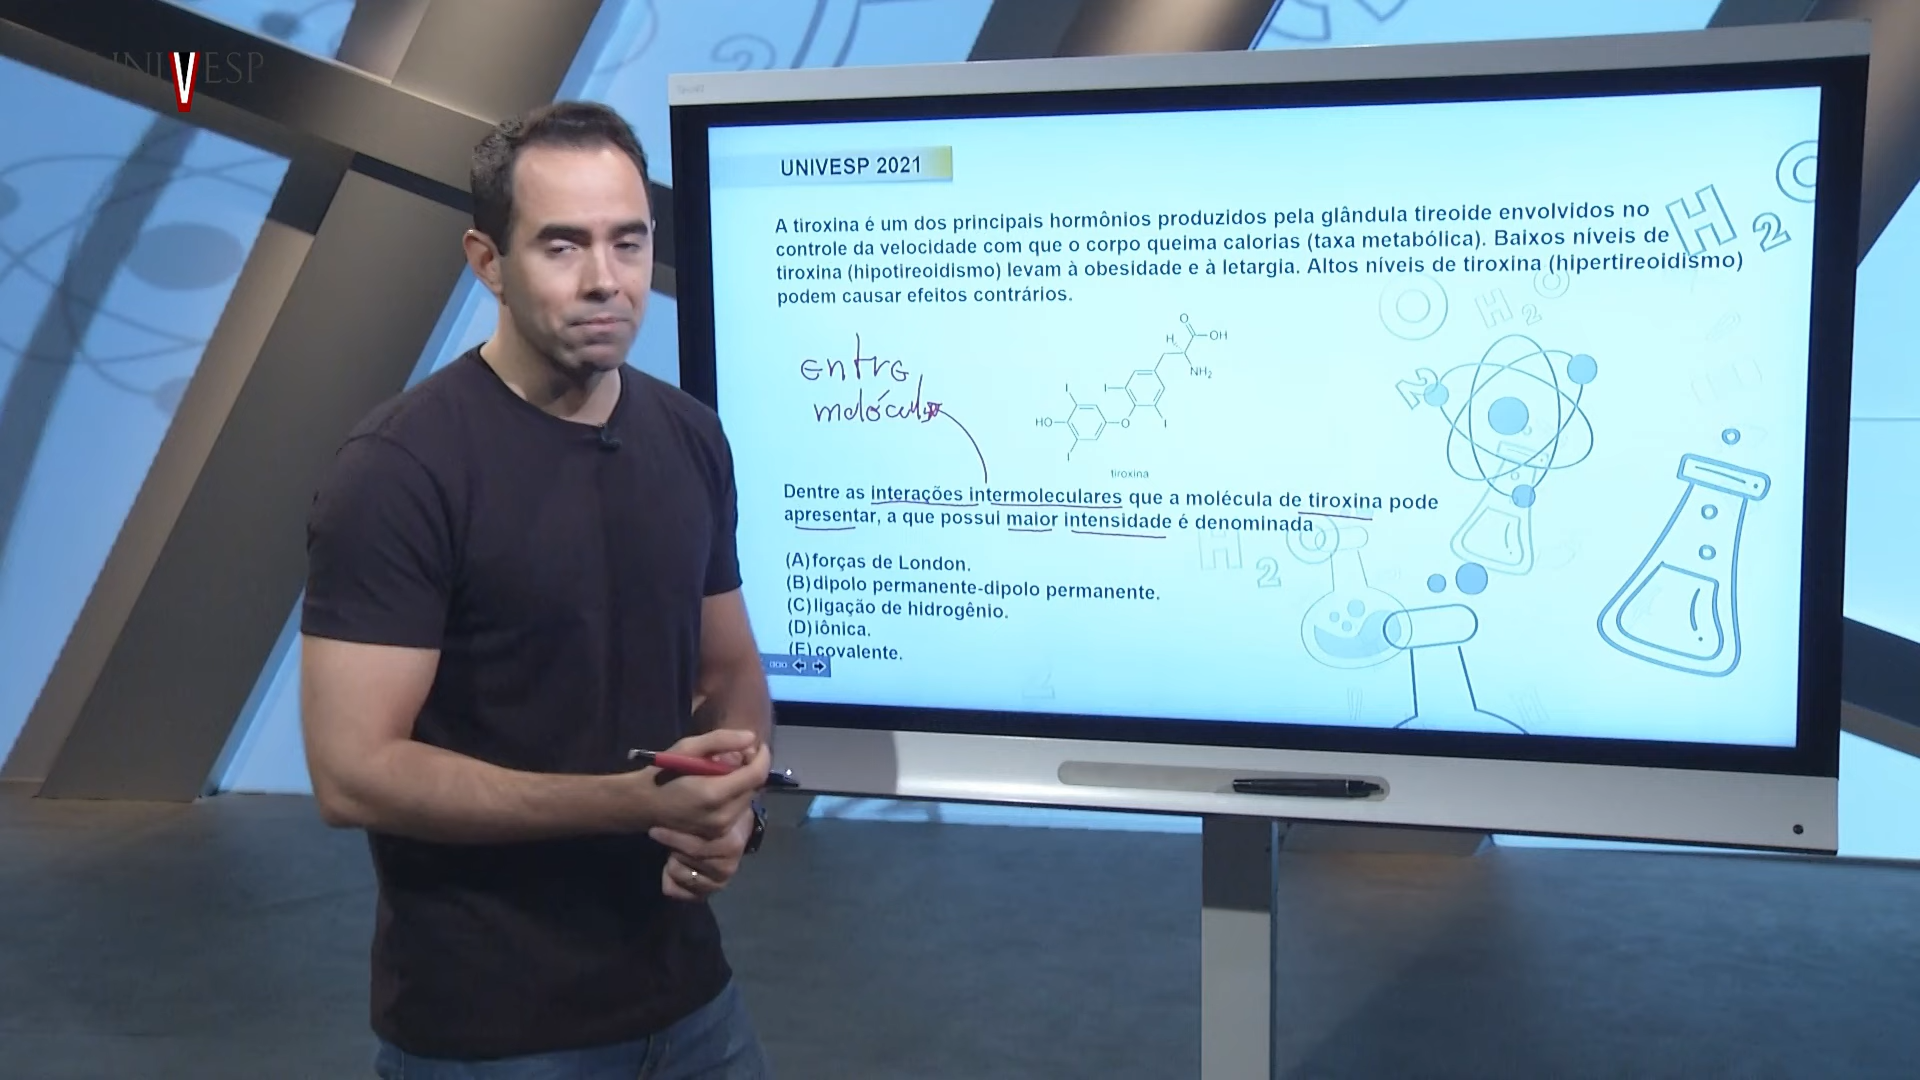 UNIVESP
UNIVESP 2021
A tiroxina é um dos principais hormônios produzidos pela glândula tireoide envolvidos no
controle da velocidade com que o corpo queima calorias (taxa metabólica). Baixos níveis de
tiroxina (hipotireoidismo) levam à obesidade e à letargia. Altos níveis de tiroxina (hipertireoidismo)
podem causar efeitos contrários.
entre
moléculas
O
H
OH
NH₂
I
I
HO
O
I
I
tiroxina
Dentre as interações intermoleculares que a molécula de tiroxina pode
apresentar, a que possui maior intensidade é denominada
(A) forças de London.
(B) dipolo permanente-dipolo permanente.
(C) ligação de hidrogênio.
(D) iônica.
(E) covalente.
H₂O
H₂O
H₂O